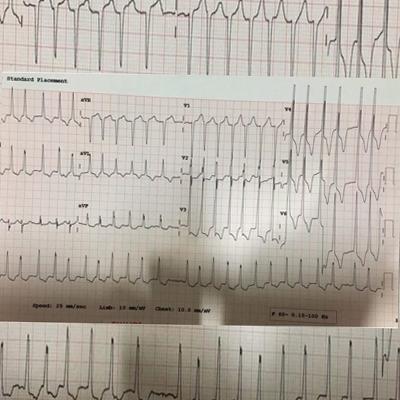 Standard Placement
aVR V1 V4
aVL V2 V5
aVF V3 V6
Speed: 25 mm/sec Limb: 10 mm/mV Chest: 10.0 mm/mV F 60~ 0.15-100 Hz